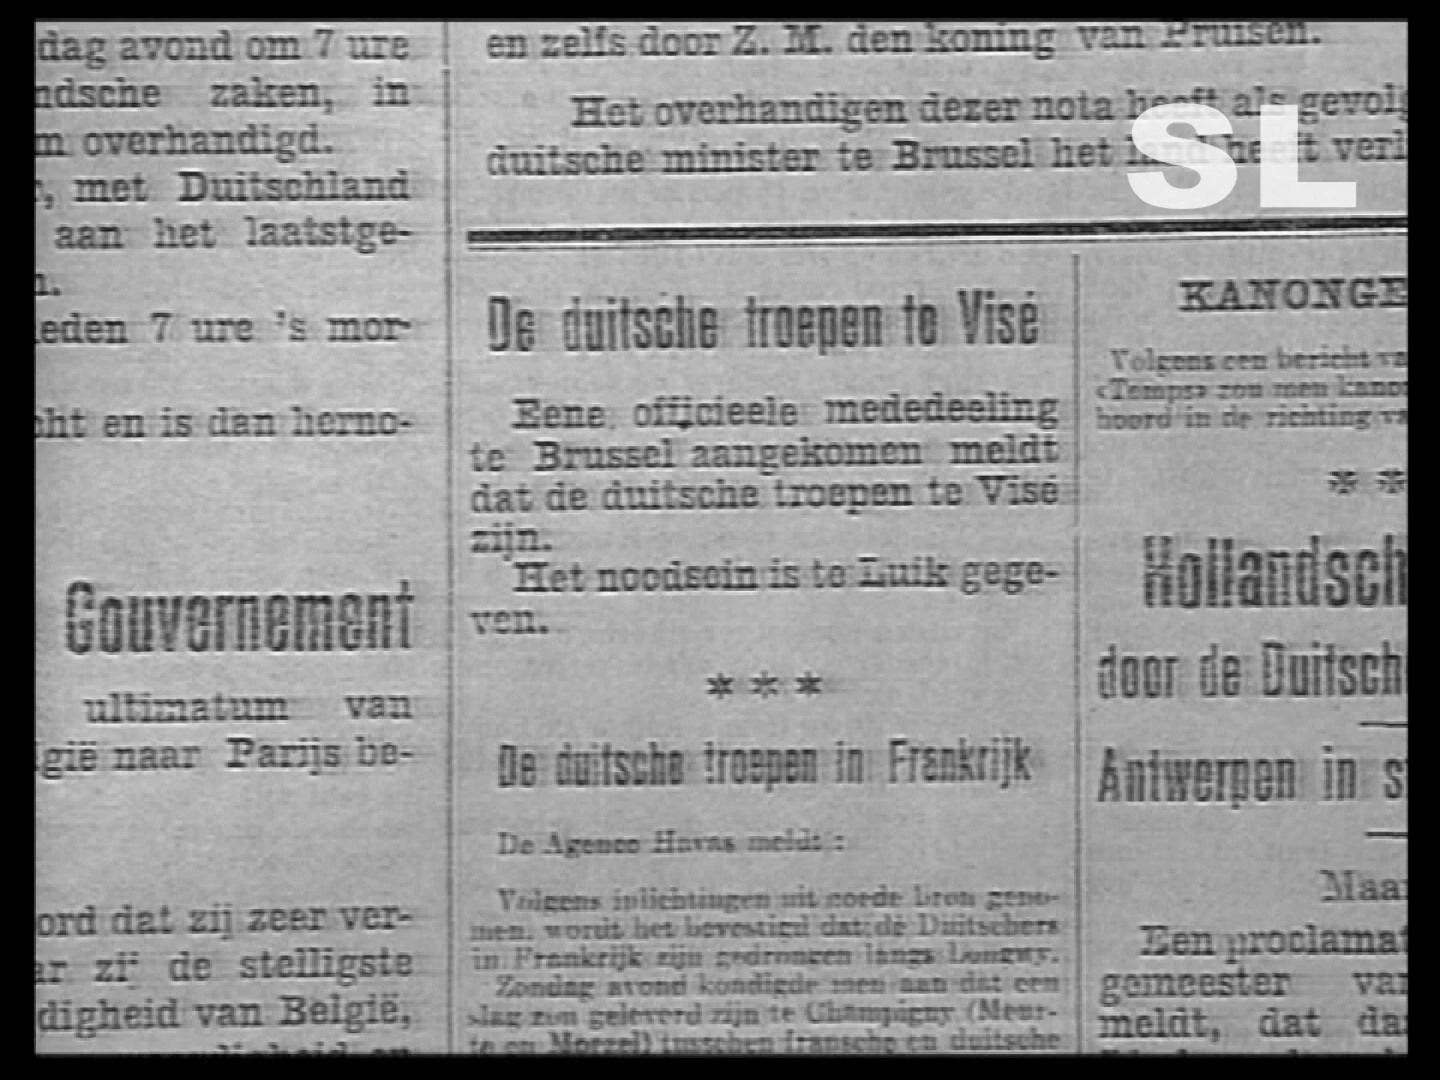 dag avond om 7 ure
ndsche zaken, in
m overhandigd.
r, met Duitschland
aan het laatstge-
n.
leden 7 ure 's mor-
cht en is dan herno-
Gouvernement
ultimatum van
lgië naar Parijs be-
ord dat zij zeer ver-
ar zij de stelligste
digheid van België,
en zelfs door Z. M. den koning van Pruisen.
Het overhandigen dezer nota heeft als gevolg
duitsche minister te Brussel het land heeft verl
SL
De duitsche troepen te Visé
Eene officieele mededeeling
te Brussel aangekomen meldt
dat de duitsche troepen te Visé
zijn.
Het noodsein is te Luik gege-
ven.
* * *
De duitsche troepen in Frankrijk
De Agence Havas meldt :
Volgens inlichtingen uit goede bron geno-
men, wordt het bevestigd dat de Duitschers
in Frankrijk zijn gedrongen langs Longwy.
Zondag avond kondigde men aan dat een
slag zou geleverd zijn te Champigny (Meur-
te en Mozel) tusschen fransche en duitsche
KANONGE
Volgens een bericht va
«Temps» zou men kanon
hoord in de richting va
* *
Hollandsch
door de Duitsch
Antwerpen in s
Maar
Een proclamat
gemeester van
meldt, dat da